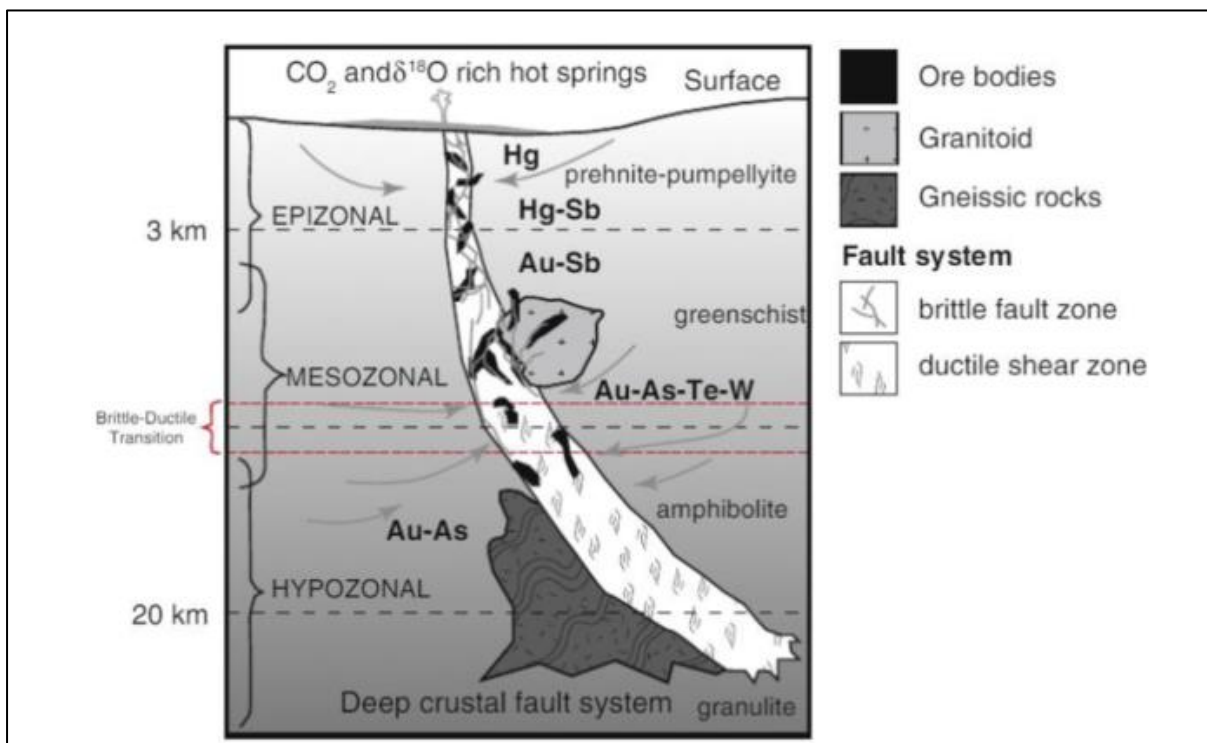 CO₂ andδ¹⁸O rich hot springs
Surface
Hg
prehnite-pumpellyite
EPIZONAL
Hg-Sb
3 km
Au-Sb
greenschist
MESOZONAL
Au-As-Te-W
Brittle-Ductile
Transition
amphibolite
Au-As
HYPOZONAL
20 km
Deep crustal fault system
granulite
Ore bodies
Granitoid
Gneissic rocks
Fault system
brittle fault zone
ductile shear zone